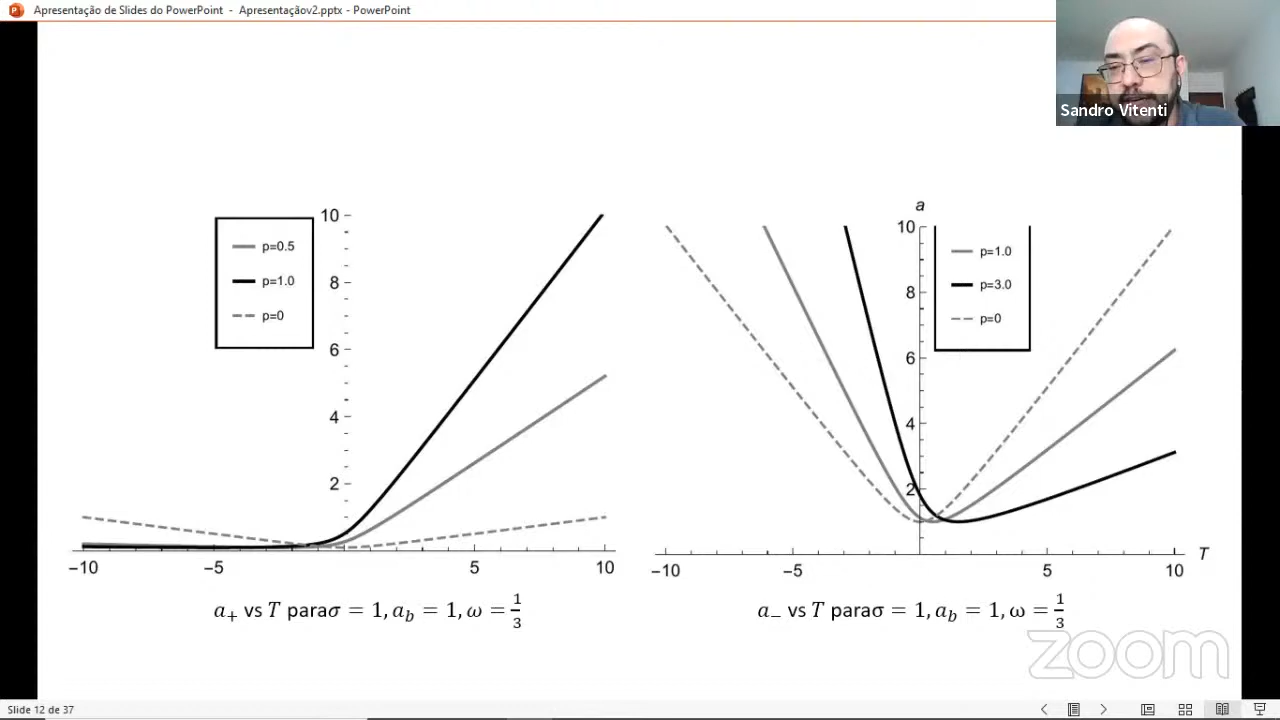 Apresentação de Slides do PowerPoint - Apresentaçãov2.pptx - PowerPoint
Sandro Vitenti
p=0.5
p=1.0
p=0
10
8
6
4
2
−10
−5
5
10
a
p=1.0
p=3.0
p=0
10
8
6
4
2
−10
−5
5
10
T
a₊ vs T paraσ = 1, a_b = 1, ω = 1/3
a₋ vs T paraσ = 1, a_b = 1, ω = 1/3
zoom
Slide 12 de 37